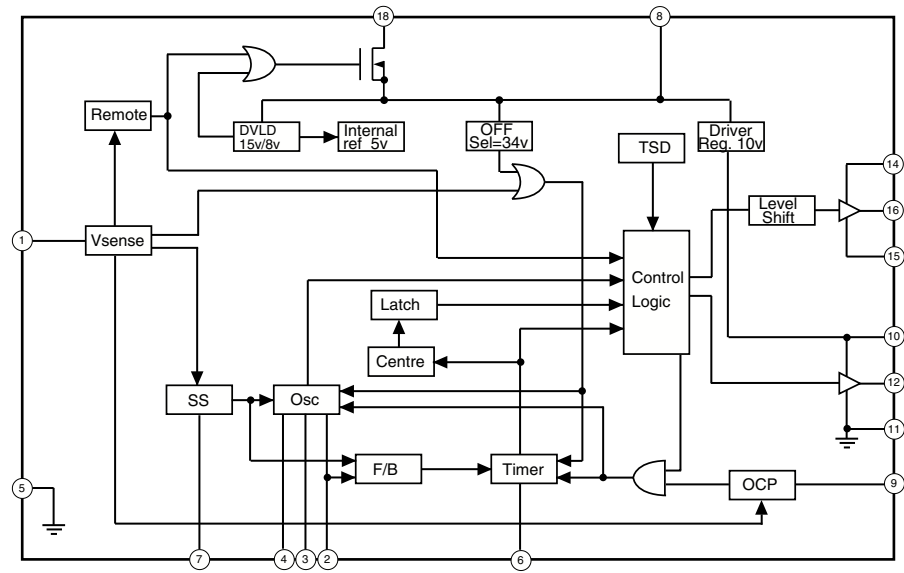 18
8
Remote
DVLD
15v/8v
Internal
ref 5v
OFF
Sel=34v
TSD
Driver
Reg. 10v
14
Level
Shift
16
1
Vsense
15
Control
Logic
Latch
10
Centre
12
SS
Osc
11
F/B
Timer
5
OCP
9
7
4
3
2
6